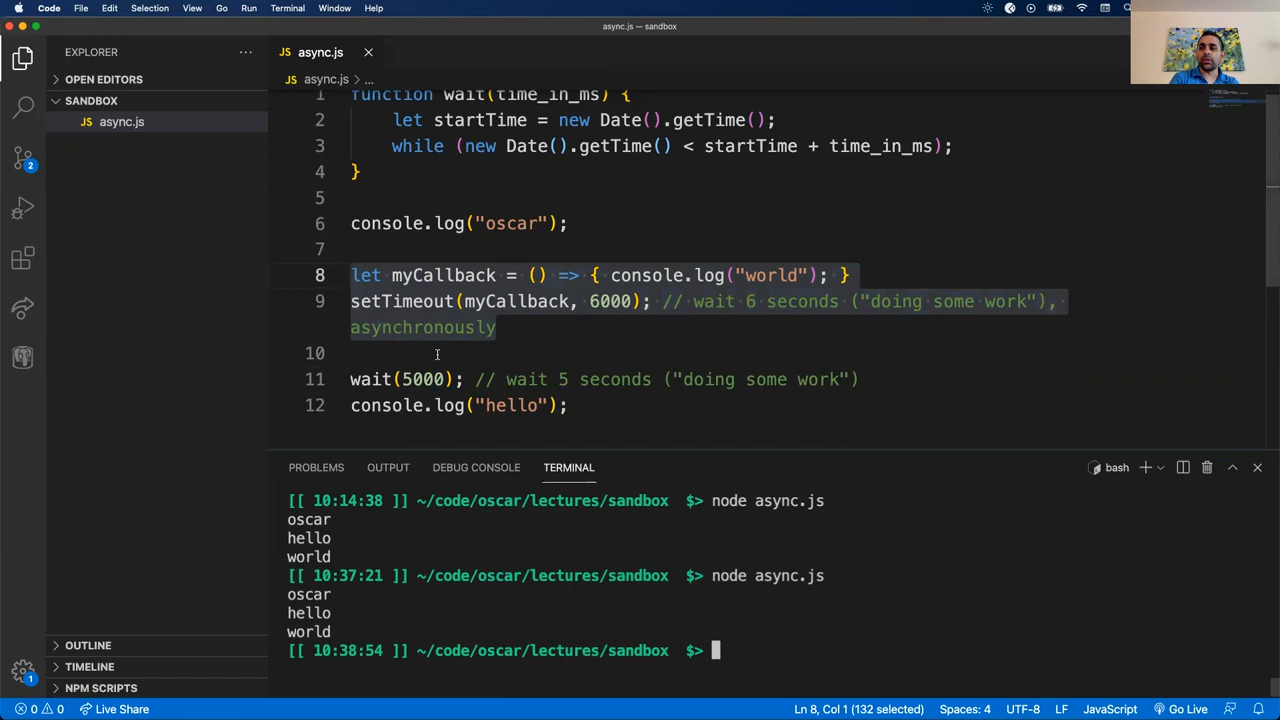 Code File Edit Selection View Go Run Terminal Window Help
async.js — sandbox
EXPLORER
OPEN EDITORS
SANDBOX
async.js
OUTLINE
TIMELINE
NPM SCRIPTS
2
1
JS async.js
JS async.js > ...
1 function wait(time_in_ms) {
2 let startTime = new Date().getTime();
3 while (new Date().getTime() < startTime + time_in_ms);
4 }
5
6 console.log("oscar");
7
8 let myCallback = () => { console.log("world"); }
9 setTimeout(myCallback, 6000); // wait 6 seconds ("doing some work"),
asynchronously
10
11 wait(5000); // wait 5 seconds ("doing some work")
12 console.log("hello");
PROBLEMS OUTPUT DEBUG CONSOLE TERMINAL bash
[[ 10:14:38 ]] ~/code/oscar/lectures/sandbox $> node async.js
oscar
hello
world
[[ 10:37:21 ]] ~/code/oscar/lectures/sandbox $> node async.js
oscar
hello
world
[[ 10:38:54 ]] ~/code/oscar/lectures/sandbox $>
0 0 Live Share Ln 8, Col 1 (132 selected) Spaces: 4 UTF-8 LF JavaScript Go Live